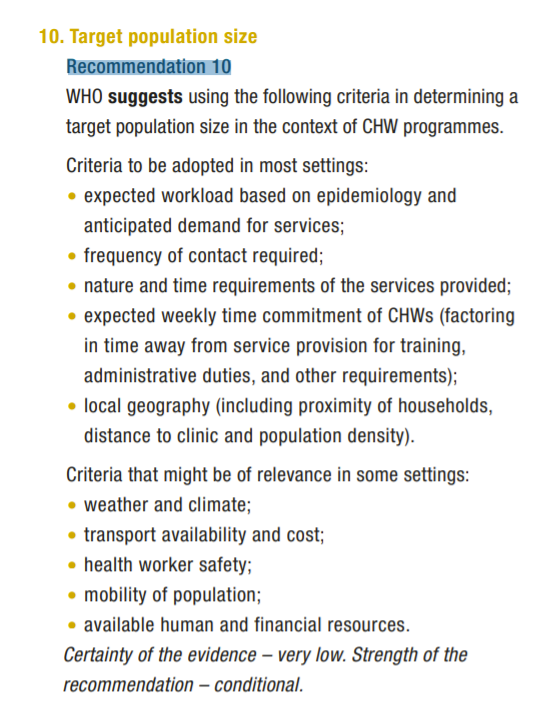 10. Target population size
Recommendation 10
WHO suggests using the following criteria in determining a
target population size in the context of CHW programmes.
Criteria to be adopted in most settings:
• expected workload based on epidemiology and
anticipated demand for services;
• frequency of contact required;
• nature and time requirements of the services provided;
• expected weekly time commitment of CHWs (factoring
in time away from service provision for training,
administrative duties, and other requirements);
• local geography (including proximity of households,
distance to clinic and population density).
Criteria that might be of relevance in some settings:
• weather and climate;
• transport availability and cost;
• health worker safety;
• mobility of population;
• available human and financial resources.
Certainty of the evidence – very low. Strength of the
recommendation – conditional.